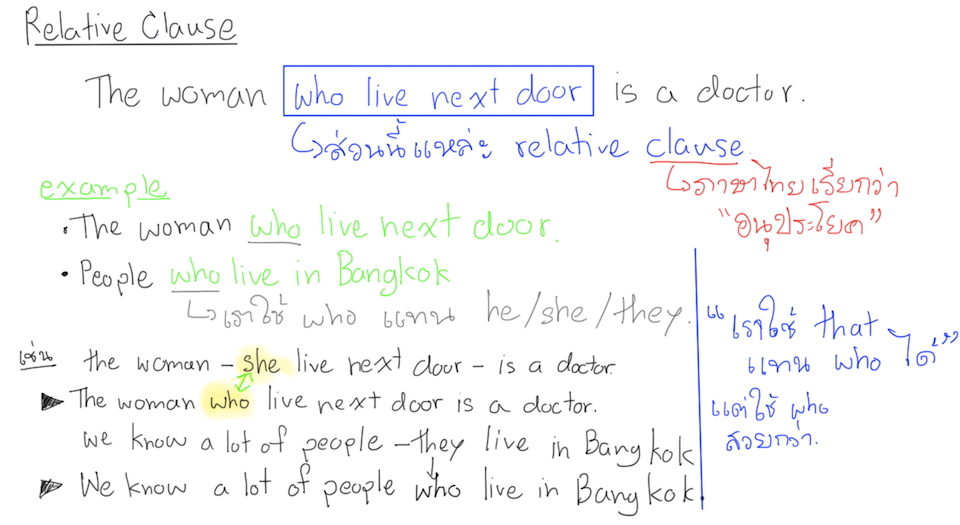 Relative Clause
The woman who live next door is a doctor.
↳ส่วนนี้แหล่ะ relative clause
↳ภาษาไทยเรียกว่า
"อนุประโยค"
example
• The woman who live next door.
• People who live in Bangkok
↳เราใช้ who แทน he/she/they.
เช่น the woman – she live next door – is a doctor
► The woman who live next door is a doctor.
we know a lot of people – they live in Bangkok
► We know a lot of people who live in Bangkok.
"เราใช้ that
แทน who ได้"
แต่ใช้ who
สวยกว่า.